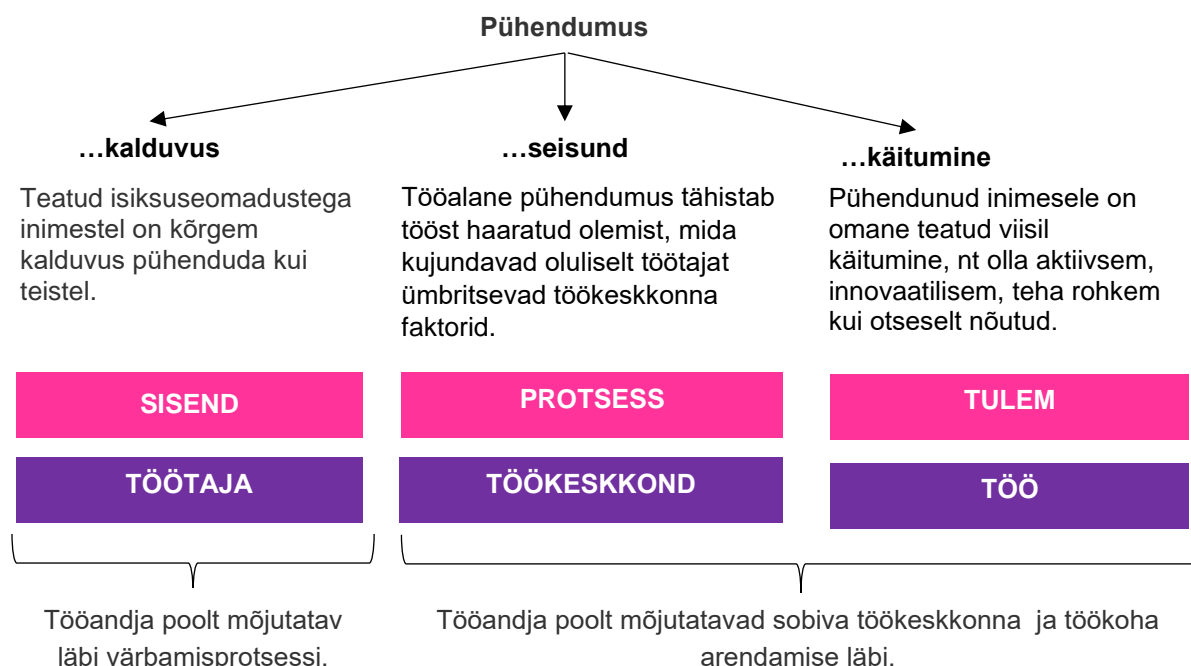 Pühendumus
…kalduvus
Teatud isiksuseomadustega
inimestel on kõrgem
kalduvus pühenduda kui
teistel.
…seisund
Tööalane pühendumus tähistab
tööst haaratud olemist, mida
kujundavad oluliselt töötajat
ümbritsevad töökeskkonna
faktorid.
…käitumine
Pühendunud inimesele on
omane teatud viisil
käitumine, nt olla aktiivsem,
innovaatilisem, teha rohkem
kui otseselt nõutud.
SISEND
PROTSESS
TULEM
TÖÖTAJA
TÖÖKESKKOND
TÖÖ
Tööandja poolt mõjutatav
läbi värbamisprotsessi.
Tööandja poolt mõjutatavad sobiva töökeskkonna ja töökoha
arendamise läbi.